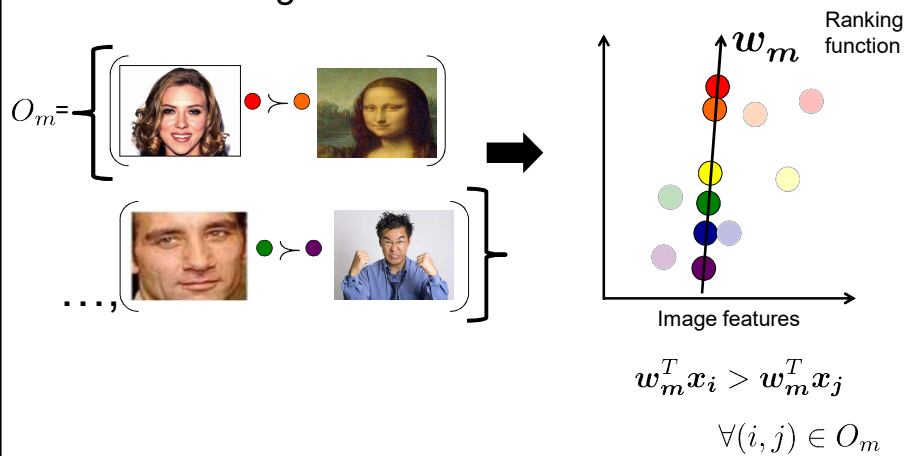 Ranking
function
w_m
O_m=
≻
≻
...,
Image features
w_m^T x_i > w_m^T x_j
∀(i, j) ∈ O_m